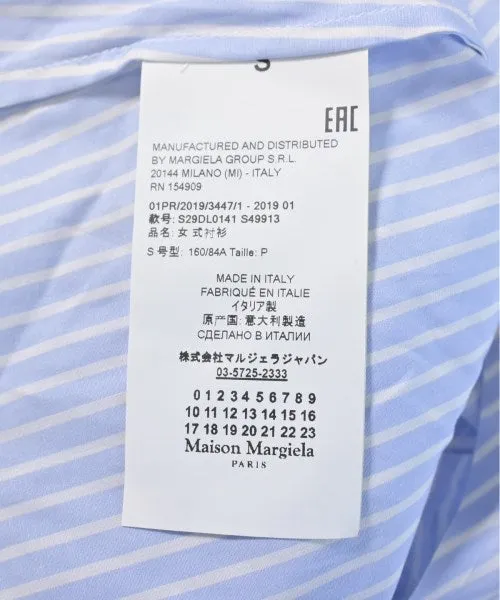 S
EAC
MANUFACTURED AND DISTRIBUTED
BY MARGIELA GROUP S.R.L.
20144 MILANO (MI) - ITALY
RN 154909
01PR/2019/3447/1 - 2019 01
款号: S29DL0141 S49913
品名: 女式衬衫
S 号型: 160/84A Taille: P
MADE IN ITALY
FABRIQUÉ EN ITALIE
イタリア製
原产国: 意大利製造
СДЕЛАНО В ИТАЛИИ
株式会社マルジェラジャパン
03-5725-2333
0 1 2 3 4 5 6 7 8 9
10 11 12 13 14 15 16
17 18 19 20 21 22 23
Maison Margiela
PARIS